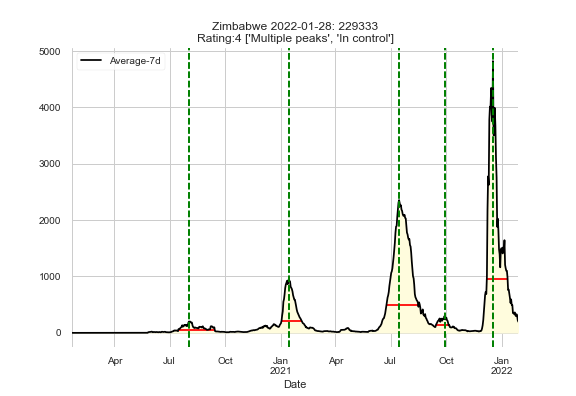 Zimbabwe 2022-01-28: 229333
Rating:4 ['Multiple peaks', 'In control']
Average-7d
5000
4000
3000
2000
1000
0
Apr Jul Oct Jan Apr Jul Oct Jan
2021 2022
Date